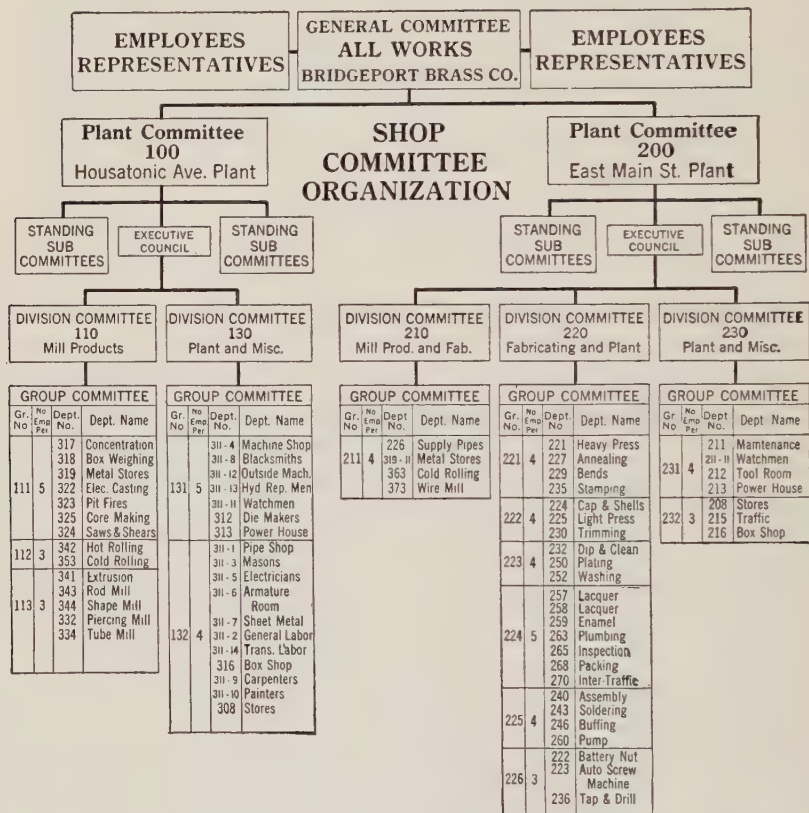 EMPLOYEES
REPRESENTATIVES
GENERAL COMMITTEE
ALL WORKS
BRIDGEPORT BRASS CO.
EMPLOYEES
REPRESENTATIVES
Plant Committee
100
Housatonic Ave. Plant
SHOP
COMMITTEE
ORGANIZATION
Plant Committee
200
East Main St. Plant
STANDING
SUB
COMMITTEES
EXECUTIVE
COUNCIL
STANDING
SUB
COMMITTEES
STANDING
SUB
COMMITTEES
EXECUTIVE
COUNCIL
STANDING
SUB
COMMITTEES
DIVISION COMMITTEE
110
Mill Products
GROUP COMMITTEE
Gr. No No Emp Per Dept. No. Dept. Name
111 5
317 Concentration
318 Box Weighing
319 Metal Stores
322 Elec. Casting
323 Pit Fires
325 Core Making
324 Saws & Shears
112 3
342 Hot Rolling
353 Cold Rolling
113 3
341 Extrusion
343 Rod Mill
344 Shape Mill
332 Piercing Mill
334 Tube Mill
DIVISION COMMITTEE
130
Plant and Misc.
GROUP COMMITTEE
Gr. No No Emp Per Dept. No. Dept. Name
131 5
311-4 Machine Shop
311-8 Blacksmiths
311-12 Outside Mach.
311-13 Hyd Rep. Men
311-11 Watchmen
312 Die Makers
313 Power House
132 4
311-1 Pipe Shop
311-3 Masons
311-5 Electricians
311-6 Armature
Room
311-7 Sheet Metal
311-2 General Labor
311-14 Trans. Labor
316 Box Shop
311-9 Carpenters
311-10 Painters
308 Stores
DIVISION COMMITTEE
210
Mill Prod. and Fab.
GROUP COMMITTEE
Gr. No No Emp Per Dept No. Dept. Name
211 4
226 Supply Pipes
319-11 Metal Stores
363 Cold Rolling
373 Wire Mill
DIVISION COMMITTEE
220
Fabricating and Plant
GROUP COMMITTEE
Gr. No No Emp Per Dept. No. Dept. Name
221 4
221 Heavy Press
227 Annealing
229 Bends
235 Stamping
222 4
224 Cap & Shells
225 Light Press
230 Trimming
223 4
232 Dip & Clean
250 Plating
252 Washing
224 5
257 Lacquer
258 Lacquer
259 Enamel
263 Plumbing
265 Inspection
268 Packing
270 Inter-Traffic
225 4
240 Assembly
243 Soldering
246 Buffing
260 Pump
226 3
222 Battery Nut
223 Auto Screw
Machine
236 Tap & Drill
DIVISION COMMITTEE
230
Plant and Misc.
GROUP COMMITTEE
Gr. No No Emp Per Dept No. Dept. Name
231 4
211 Maintenance
211-11 Watchmen
212 Tool Room
213 Power House
232 3
208 Stores
215 Traffic
216 Box Shop